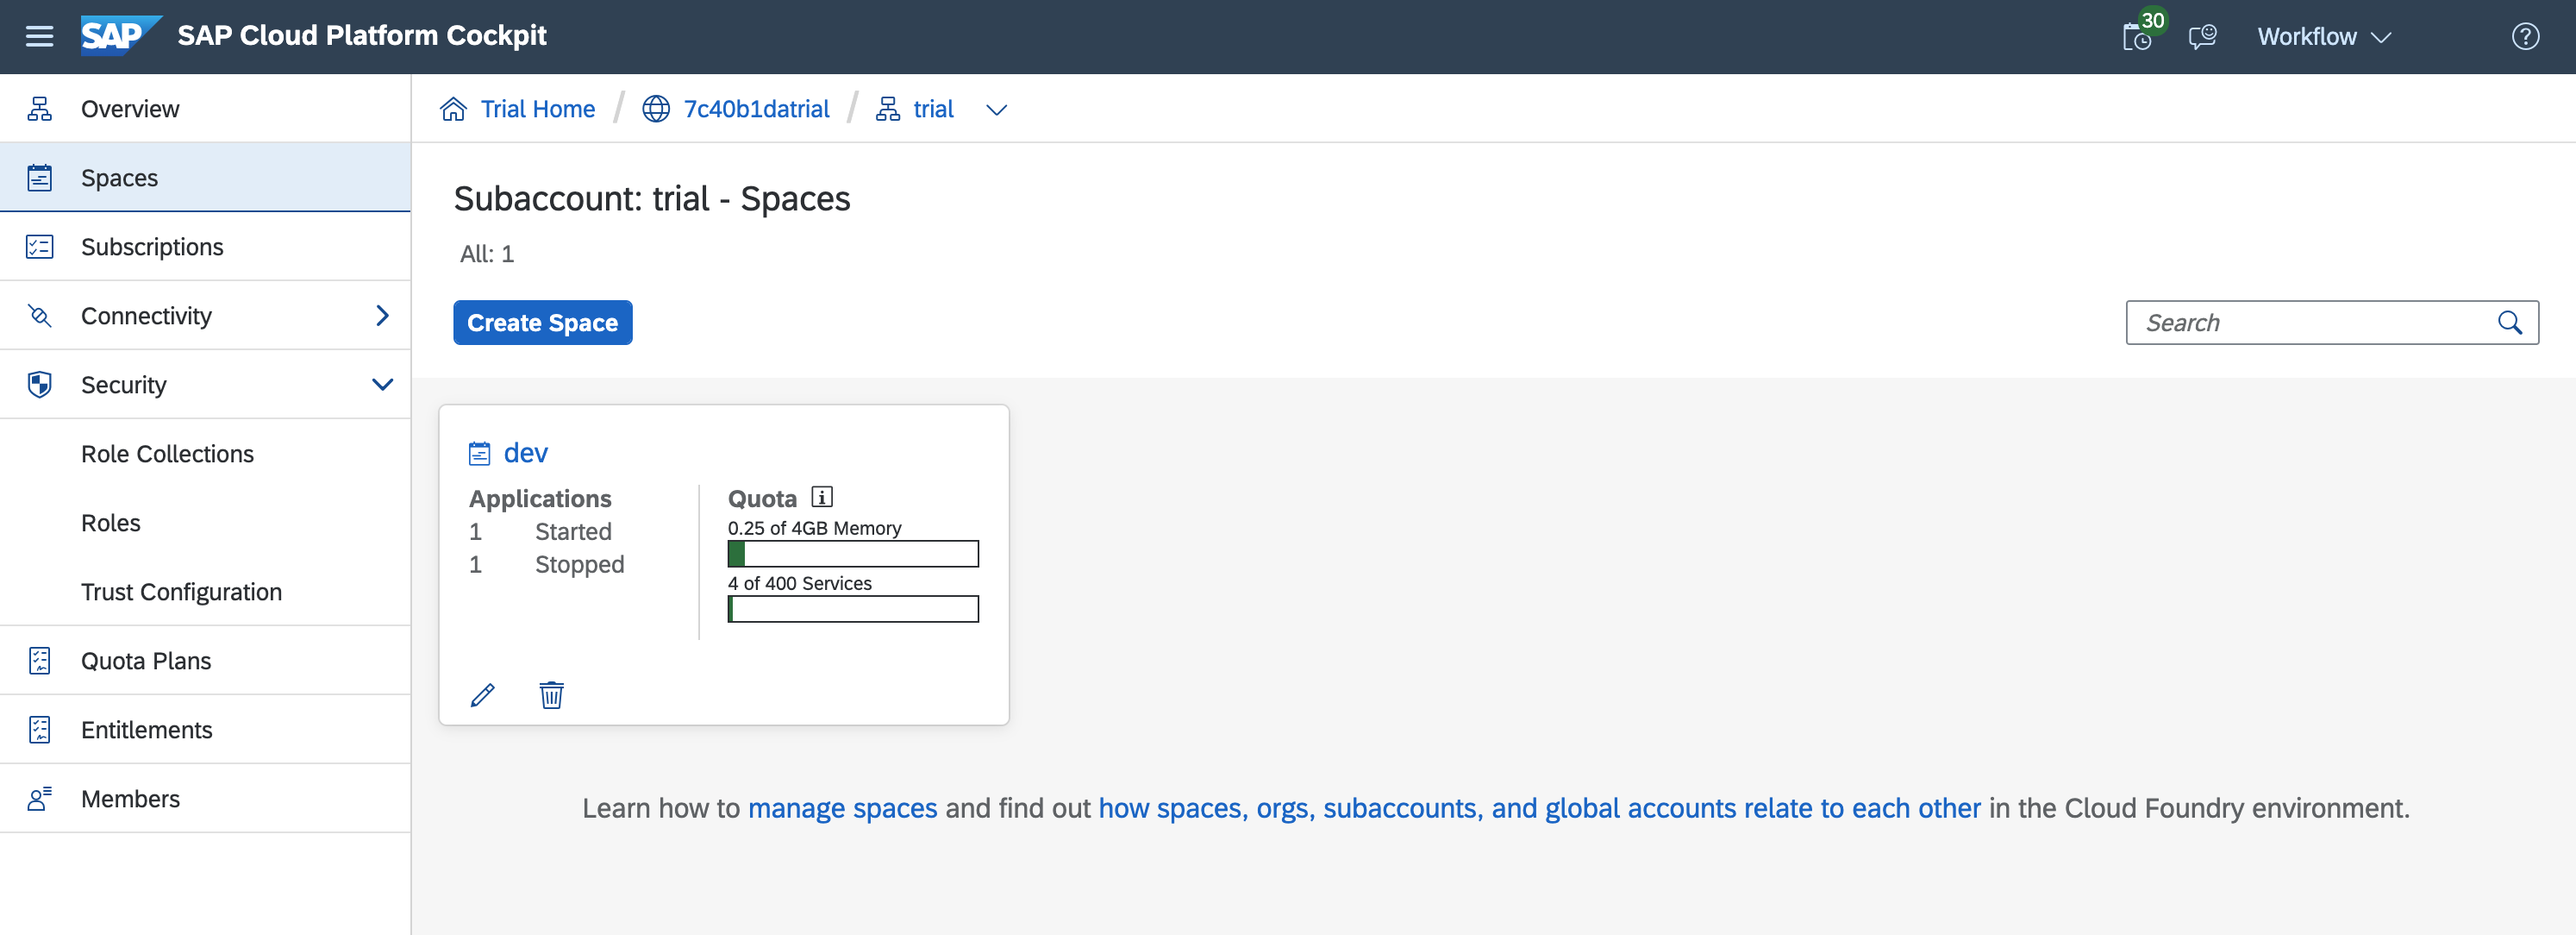 SAP SAP Cloud Platform Cockpit 30 Workflow
Overview
Spaces
Subscriptions
Connectivity
Security
Role Collections
Roles
Trust Configuration
Quota Plans
Entitlements
Members
Trial Home / 7c40b1datrial / trial
Subaccount: trial - Spaces
All: 1
Create Space
Search
dev
Applications
1 Started
1 Stopped
Quota
0.25 of 4GB Memory
4 of 400 Services
Learn how to manage spaces and find out how spaces, orgs, subaccounts, and global accounts relate to each other in the Cloud Foundry environment.